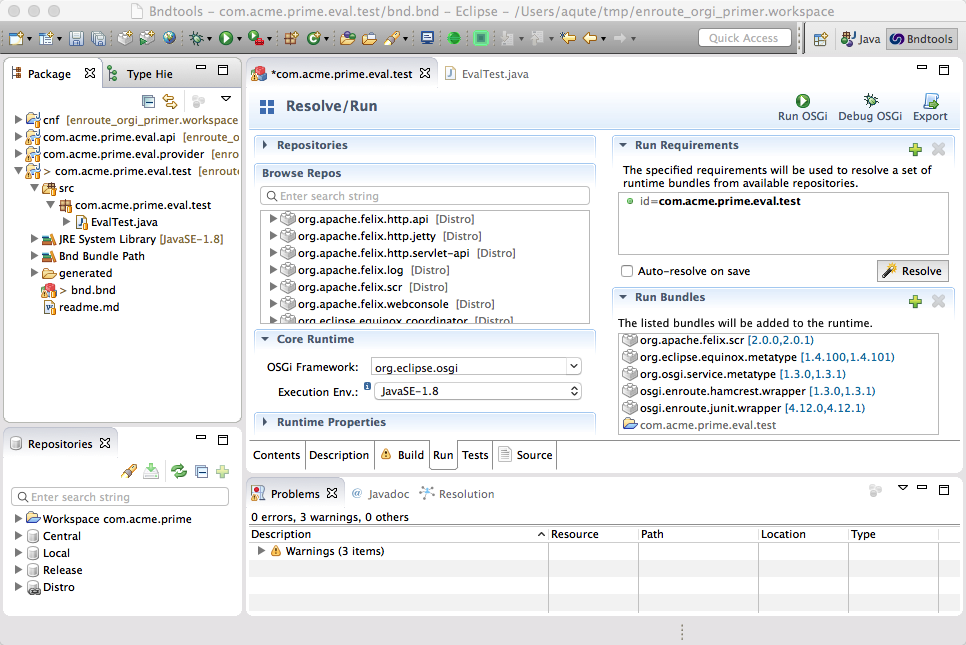 Bndtools – com.acme.prime.eval.test/bnd.bnd – Eclipse – /Users/aqute/tmp/enroute_orgi_primer.workspace
Quick Access
Java
Bndtools
Package
Type Hie
cnf [enroute_orgi_primer.workspace
com.acme.prime.eval.api [enroute_o
com.acme.prime.eval.provider [enro
> com.acme.prime.eval.test [enroute
src
com.acme.prime.eval.test
EvalTest.java
JRE System Library [JavaSE-1.8]
Bnd Bundle Path
generated
> bnd.bnd
readme.md
Repositories
Enter search string
Workspace com.acme.prime
Central
Local
Release
Distro
*com.acme.prime.eval.test
EvalTest.java
Resolve/Run
Run OSGi
Debug OSGi
Export
Repositories
Browse Repos
Enter search string
org.apache.felix.http.api [Distro]
org.apache.felix.http.jetty [Distro]
org.apache.felix.http.servlet-api [Distro]
org.apache.felix.log [Distro]
org.apache.felix.scr [Distro]
org.apache.felix.webconsole [Distro]
org.eclipse.equinox.coordinator [Distro]
Core Runtime
OSGi Framework: org.eclipse.osgi
Execution Env.: JavaSE-1.8
Runtime Properties
Run Requirements
The specified requirements will be used to resolve a set of
runtime bundles from available repositories.
id=com.acme.prime.eval.test
Auto-resolve on save
Resolve
Run Bundles
The listed bundles will be added to the runtime.
org.apache.felix.scr [2.0.0,2.0.1)
org.eclipse.equinox.metatype [1.4.100,1.4.101)
org.osgi.service.metatype [1.3.0,1.3.1)
osgi.enroute.hamcrest.wrapper [1.3.0,1.3.1)
osgi.enroute.junit.wrapper [4.12.0,4.12.1)
com.acme.prime.eval.test
Contents
Description
Build
Run
Tests
Source
Problems
@ Javadoc
Resolution
0 errors, 3 warnings, 0 others
Description
Resource
Path
Location
Type
Warnings (3 items)